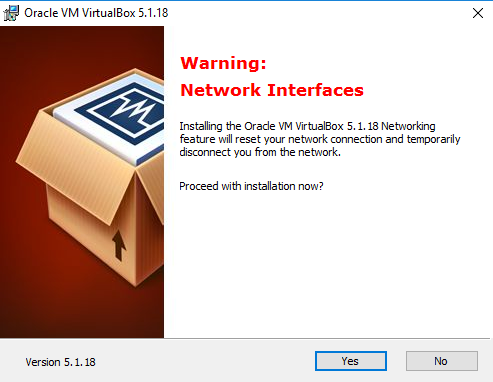 Oracle VM VirtualBox 5.1.18
Warning:
Network Interfaces
Installing the Oracle VM VirtualBox 5.1.18 Networking
feature will reset your network connection and temporarily
disconnect you from the network.
Proceed with installation now?
VM
Version 5.1.18
Yes
No